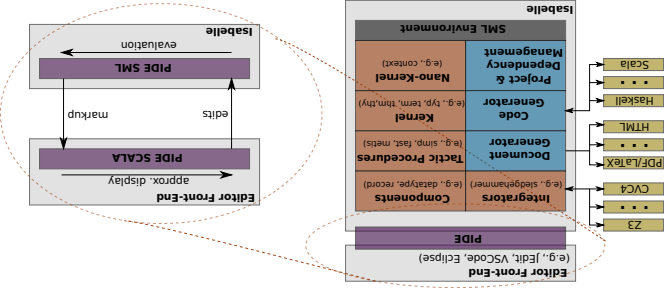 Editor Front-End
(e.g., JEdit, VSCode, Eclipse)
PIDE
Z3
. . .
CVC4
PDF/LaTeX
. . .
HTML
Haskell
. . .
Scala
Integrators
(e.g., sledgehammer)
Components
(e.g., datatype, record)
Document
Generator
Tactic Procedures
(e.g., simp, fast, metis)
Code
Generator
Kernel
(e.g., typ, term, thm,thy)
Project &
Dependency
Management
Nano-Kernel
(e.g., context)
SML Environment
Isabelle
Editor Front-End
approx. display
PIDE SCALA
edits
markup
PIDE SML
evaluation
Isabelle